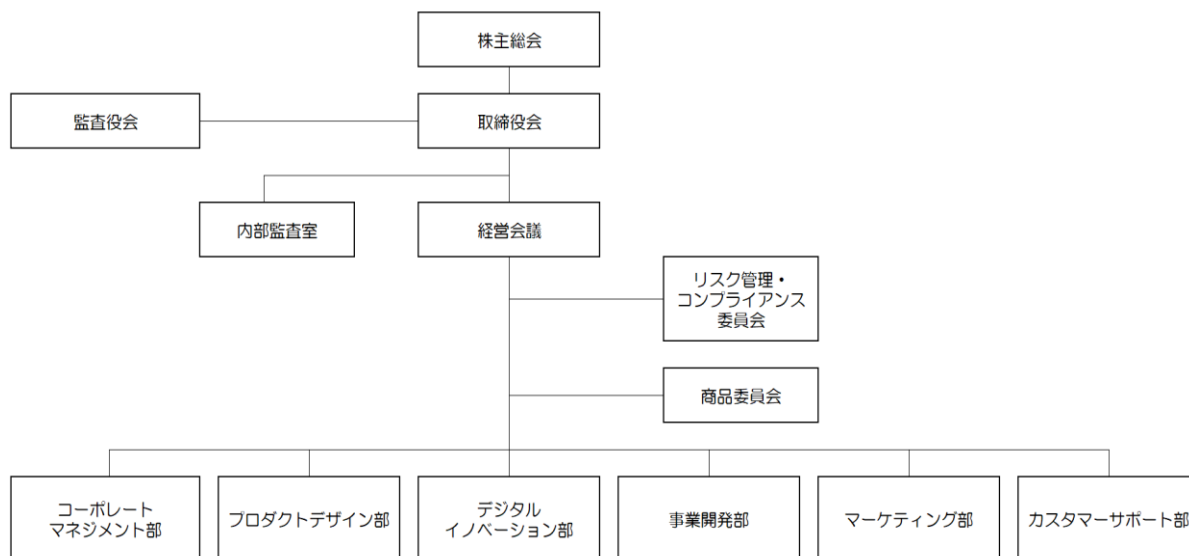 株主総会
監査役会
取締役会
内部監査室
経営会議
リスク管理・
コンプライアンス
委員会
商品委員会
コーポレート
マネジメント部
プロダクトデザイン部
デジタル
イノベーション部
事業開発部
マーケティング部
カスタマーサポート部